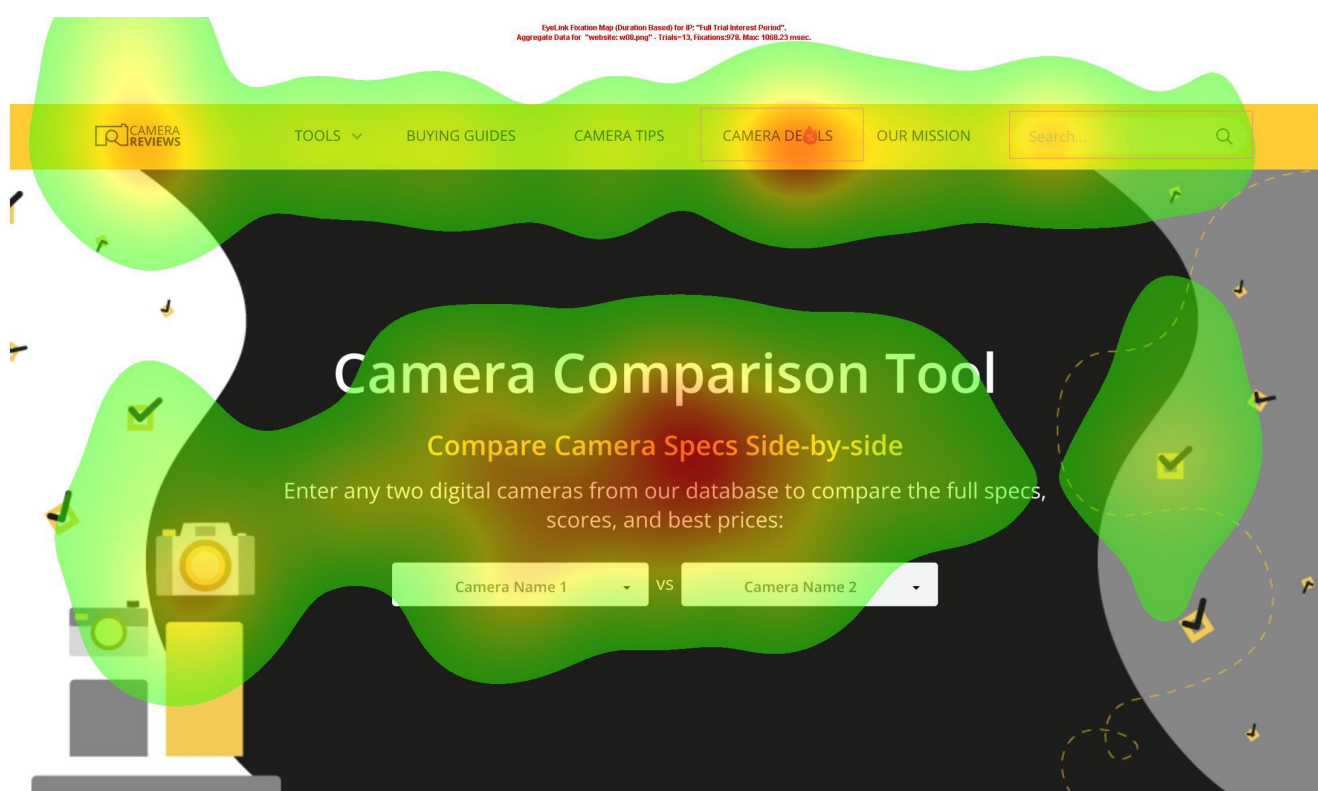 EyeLink Fixation Map (Duration Based) for IP: "Full Trial Interest Period".
Aggregate Data for "website: w08.png" - Trials=13, Fixations:978. Max: 1068.23 msec.
CAMERA
REVIEWS
TOOLS
BUYING GUIDES
CAMERA TIPS
CAMERA DEALS
OUR MISSION
Search...
Camera Comparison Tool
Compare Camera Specs Side-by-side
Enter any two digital cameras from our database to compare the full specs,
scores, and best prices:
Camera Name 1 vs Camera Name 2